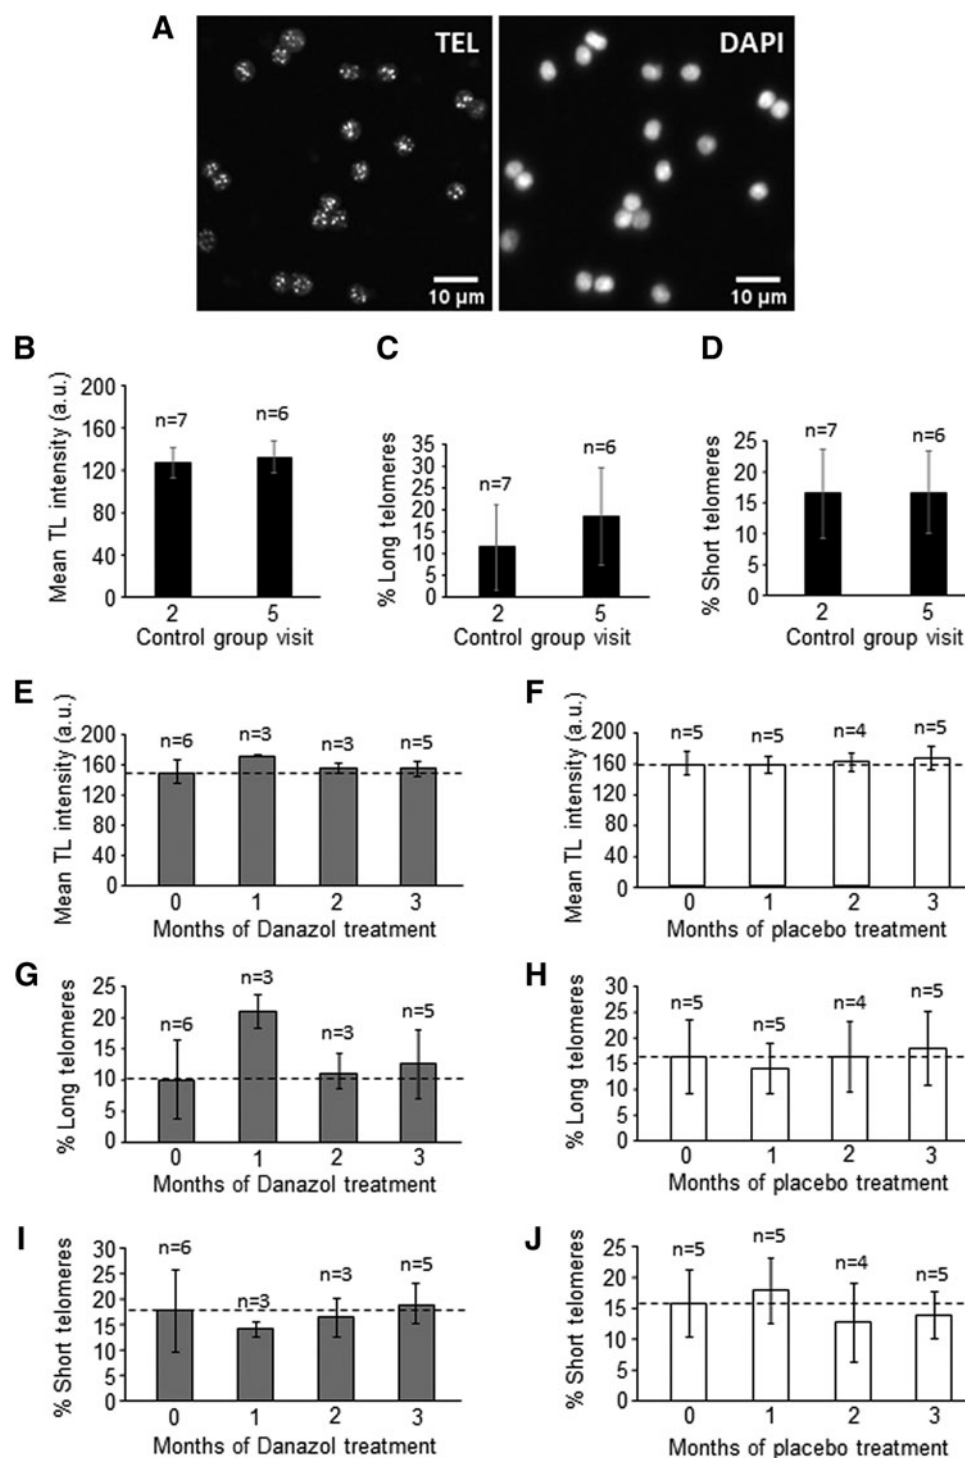 A
TEL
DAPI
10 µm
10 µm
B
C
D
Mean TL intensity (a.u.)
200
160
120
80
40
0
n=7
n=6
2
5
Control group visit
% Long telomeres
35
30
25
20
15
10
5
0
n=7
n=6
2
5
Control group visit
% Short telomeres
25
20
15
10
5
0
n=7
n=6
2
5
Control group visit
E
Mean TL intensity (a.u.)
200
160
120
80
40
0
n=6
n=3
n=3
n=5
0
1
2
3
Months of Danazol treatment
F
Mean TL intensity (a.u.)
200
160
120
80
40
0
n=5
n=5
n=4
n=5
0
1
2
3
Months of placebo treatment
G
% Long telomeres
25
20
15
10
5
0
n=6
n=3
n=3
n=5
0
1
2
3
Months of Danazol treatment
H
% Long telomeres
30
25
20
15
10
5
0
n=5
n=5
n=4
n=5
0
1
2
3
Months of placebo treatment
I
% Short telomeres
30
25
20
15
10
5
0
n=6
n=3
n=3
n=5
0
1
2
3
Months of Danazol treatment
J
% Short telomeres
25
20
15
10
5
0
n=5
n=5
n=4
n=5
0
1
2
3
Months of placebo treatment